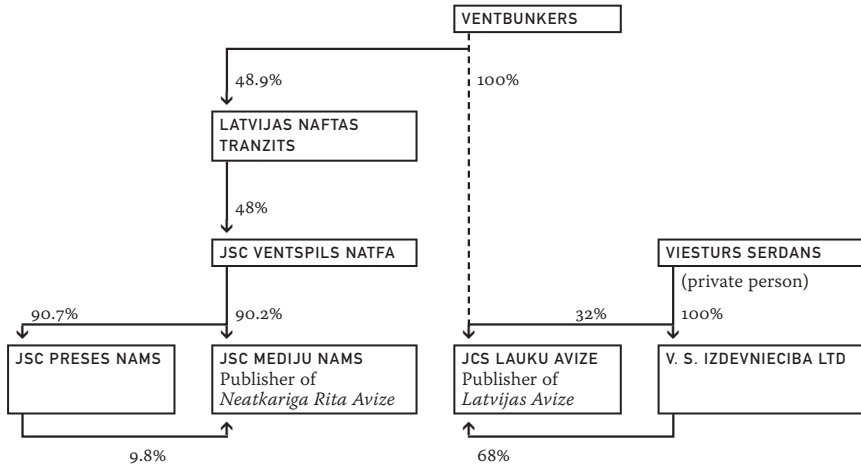 VENTBUNKERS
48.9%
100%
LATVIJAS NAFTAS
TRANZITS
48%
JSC VENTSPILS NATFA
VIESTURS SERDANS
(private person)
90.7%
90.2%
32%
100%
JSC PRESES NAMS
JSC MEDIJU NAMS
Publisher of
Neatkariga Rita Avize
JCS LAUKU AVIZE
Publisher of
Latvijas Avize
V. S. IZDEVNIECIBA LTD
9.8%
68%